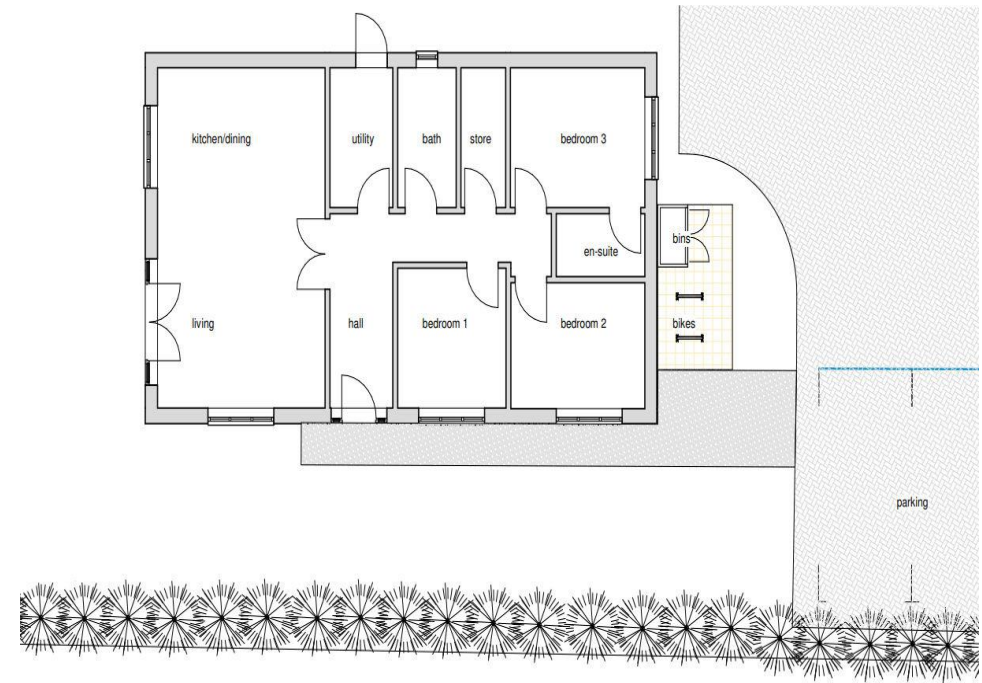 kitchen/dining
utility
bath
store
bedroom 3
bins
en-suite
living
hall
bedroom 1
bedroom 2
bikes
parking